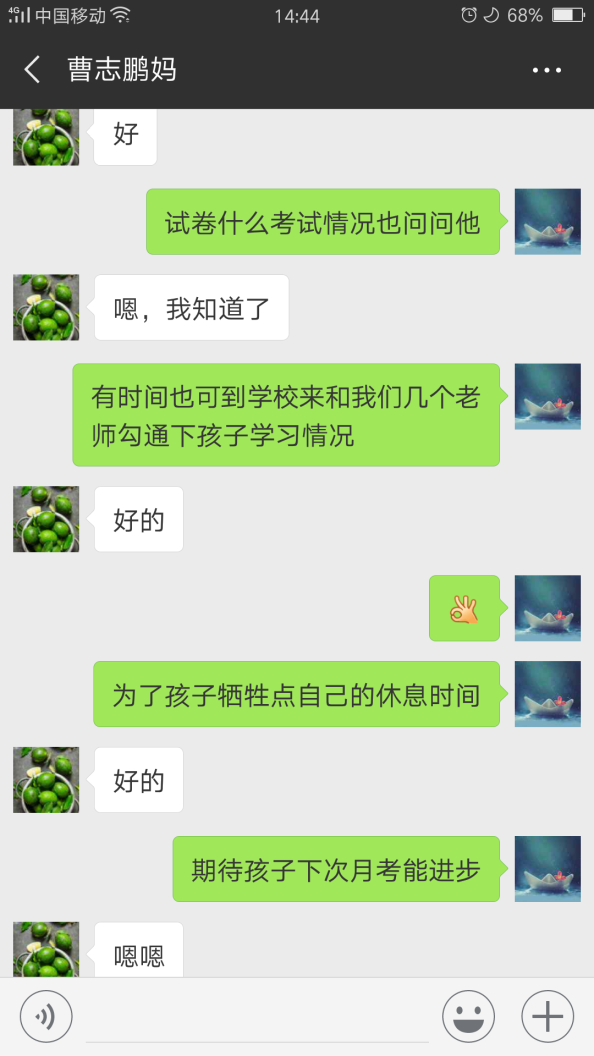 4G 中国移动 14:44 68%
曹志鹏妈
好
试卷什么考试情况也问问他
嗯，我知道了
有时间也可到学校来和我们几个老
师勾通下孩子学习情况
好的
为了孩子牺牲点自己的休息时间
好的
期待孩子下次月考能进步
嗯嗯